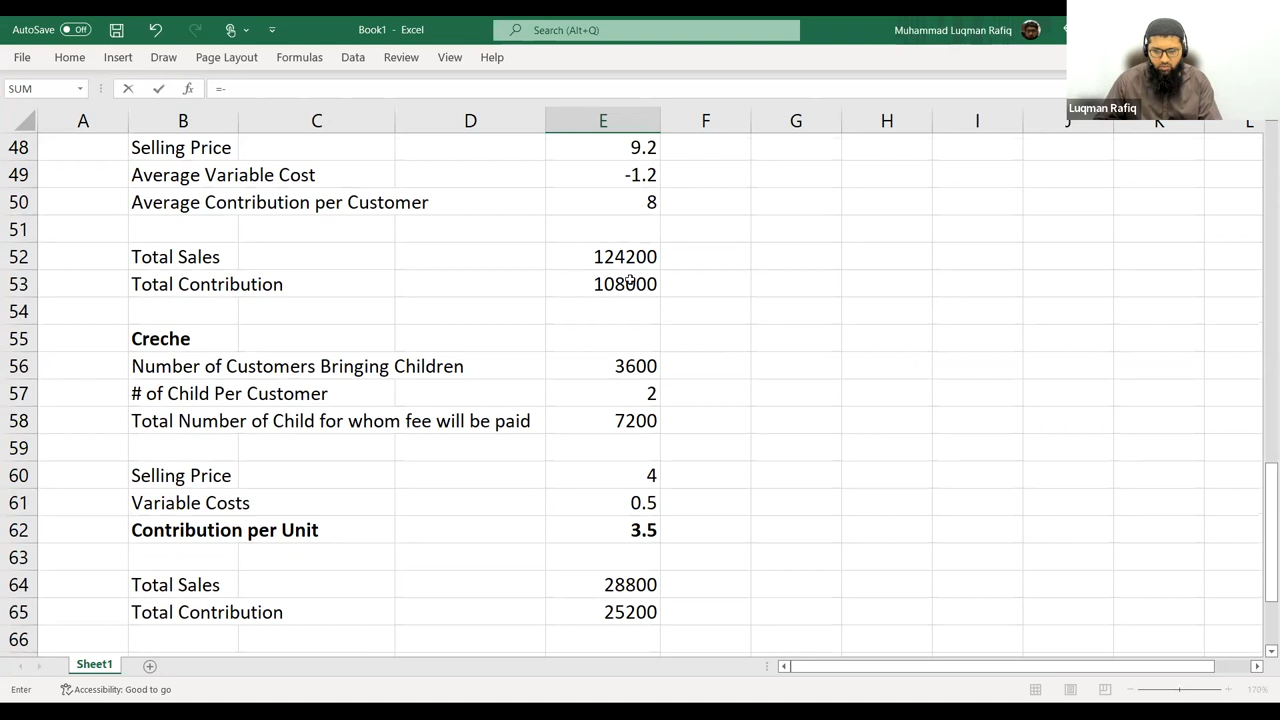 AutoSave Off Book1 - Excel Search (Alt+Q) Muhammad Luqman Rafiq
File Home Insert Draw Page Layout Formulas Data Review View Help
Luqman Rafiq
SUM fx =-
A B C D E F G H I J K L
48 Selling Price 9.2
49 Average Variable Cost -1.2
50 Average Contribution per Customer 8
51
52 Total Sales 124200
53 Total Contribution 108000
54
55 Creche
56 Number of Customers Bringing Children 3600
57 # of Child Per Customer 2
58 Total Number of Child for whom fee will be paid 7200
59
60 Selling Price 4
61 Variable Costs 0.5
62 Contribution per Unit 3.5
63
64 Total Sales 28800
65 Total Contribution 25200
66
Sheet1
Enter Accessibility: Good to go 170%